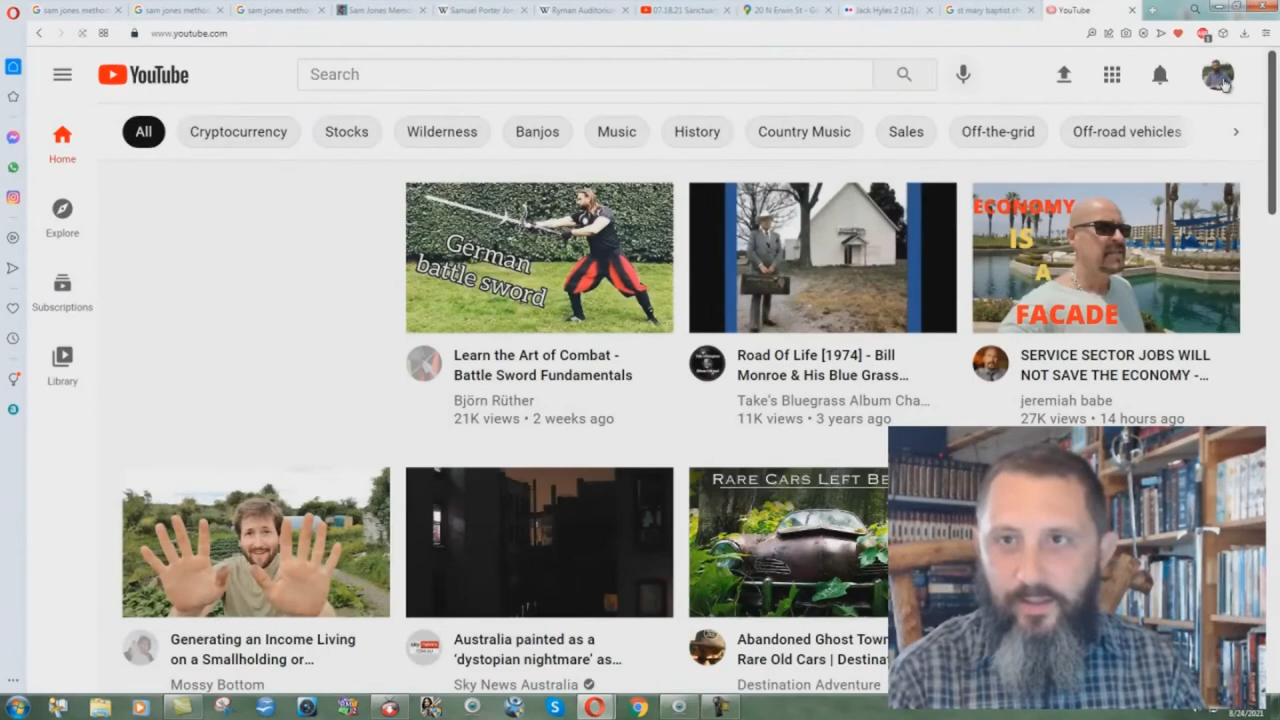 sam jones metho
sam jones metho
sam jones metho
Sam Jones Mem
Samuel Porter Jon
Ryman Auditoriu
07.18.21 Sanctua
20 N Erwin St - G
Jack Hyles 2 (12)
st mary baptist ch
YouTube
www.youtube.com
YouTube
Search
All
Cryptocurrency
Stocks
Wilderness
Banjos
Music
History
Country Music
Sales
Off-the-grid
Off-road vehicles
Home
Explore
Subscriptions
Library
German
battle sword
ECONOMY
IS
A
FACADE
Learn the Art of Combat -
Battle Sword Fundamentals
Björn Rüther
21K views • 2 weeks ago
Road Of Life [1974] - Bill
Monroe & His Blue Grass…
Take's Bluegrass Album Cha…
11K views • 3 years ago
SERVICE SECTOR JOBS WILL
NOT SAVE THE ECONOMY -…
jeremiah babe
27K views • 14 hours ago
RARE CARS LEFT BE
Generating an Income Living
on a Smallholding or…
Mossy Bottom
Australia painted as a
'dystopian nightmare' as…
Sky News Australia
Abandoned Ghost Town
Rare Old Cars | Destina
Destination Adventure
8/24/2021